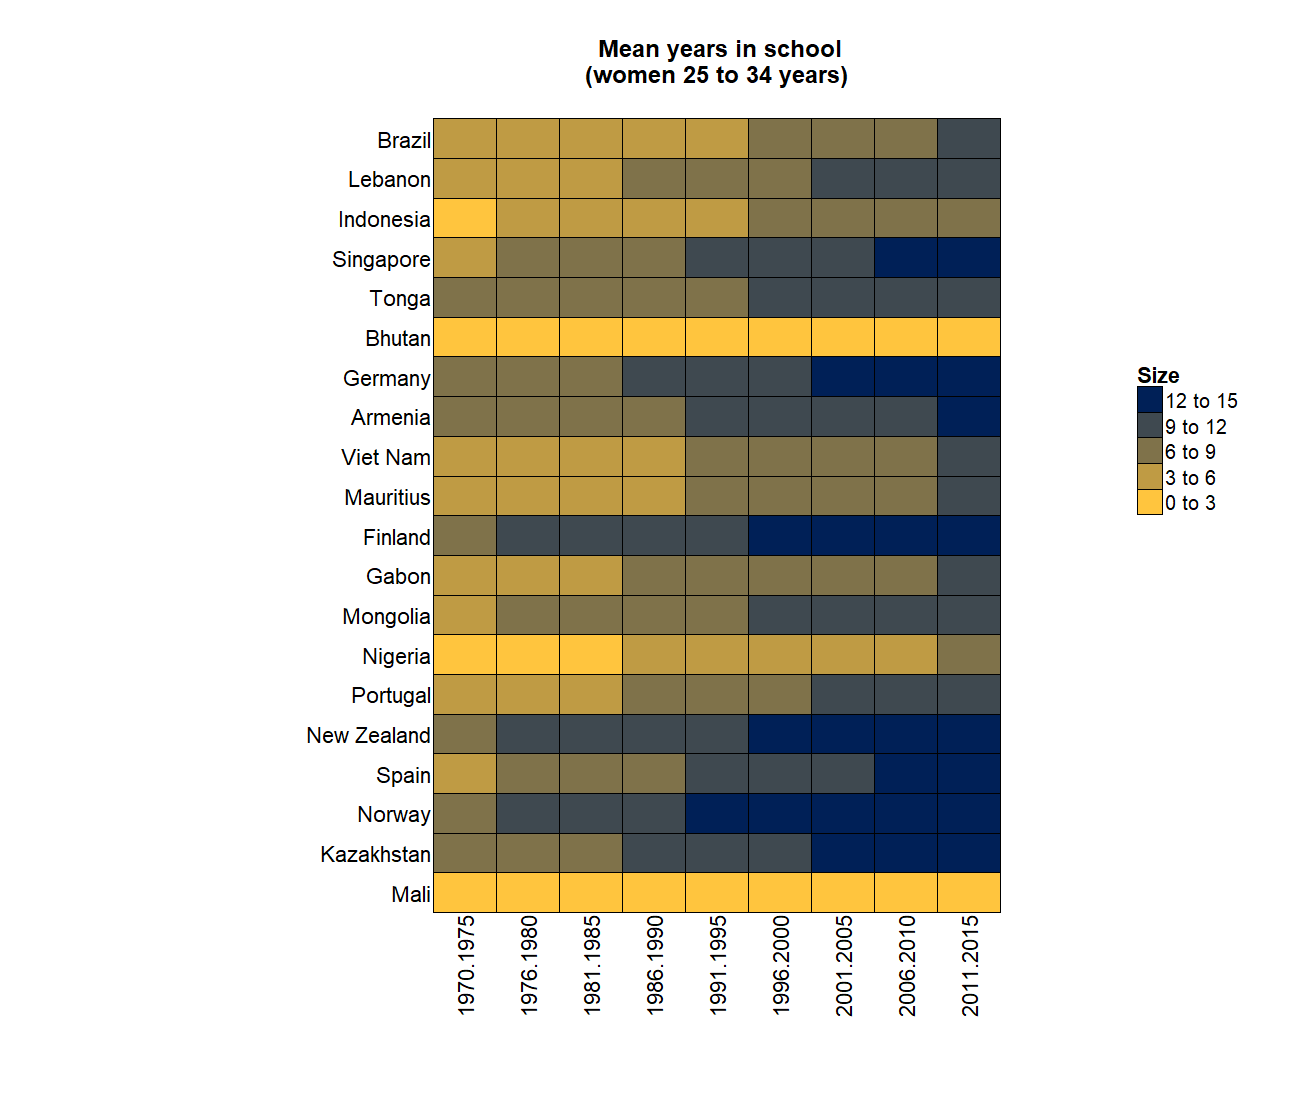 Mean years in school
(women 25 to 34 years)
Brazil
Lebanon
Indonesia
Singapore
Tonga
Bhutan
Germany
Armenia
Viet Nam
Mauritius
Finland
Gabon
Mongolia
Nigeria
Portugal
New Zealand
Spain
Norway
Kazakhstan
Mali
1970.1975
1976.1980
1981.1985
1986.1990
1991.1995
1996.2000
2001.2005
2006.2010
2011.2015
Size
12 to 15
9 to 12
6 to 9
3 to 6
0 to 3